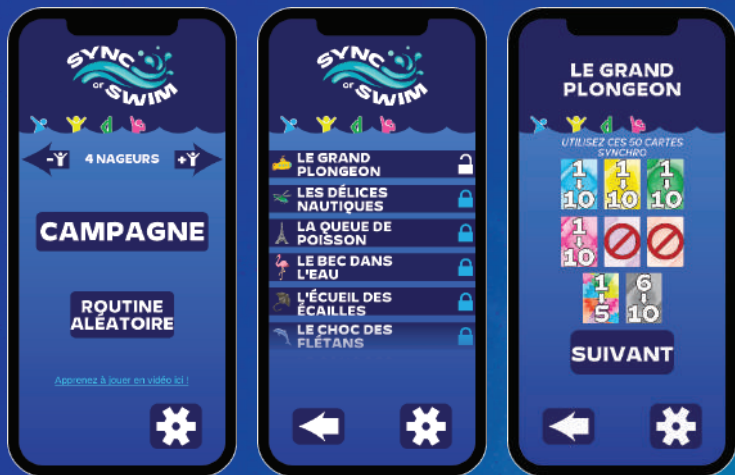 SYNC
or
SWIM
-
4 NAGEURS
+
CAMPAGNE
ROUTINE
ALÉATOIRE
Apprenez à jouer en vidéo ici !
SYNC
or
SWIM
LE GRAND
PLONGEON
LES DÉLICES
NAUTIQUES
LA QUEUE DE
POISSON
LE BEC DANS
L'EAU
L'ÉCUEIL DES
ÉCAILLES
LE CHOC DES
FLÉTANS
LE GRAND
PLONGEON
UTILISEZ CES 50 CARTES
SYNCHRO
1-10
1-10
1-10
1-10
1-5
6-10
SUIVANT